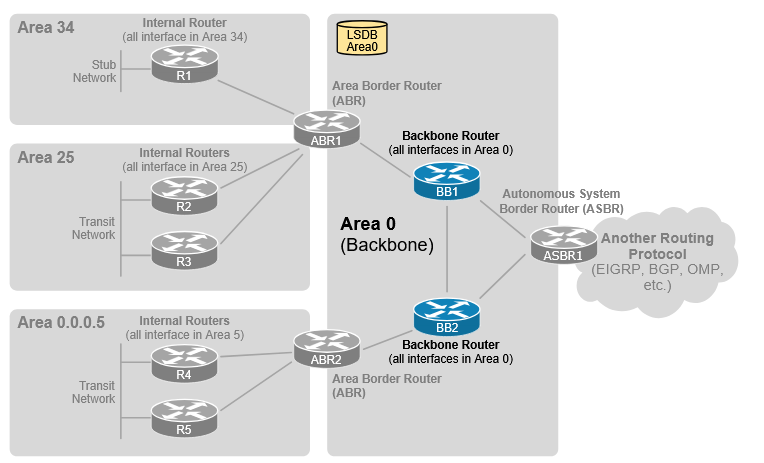 Area 34
Internal Router
(all interface in Area 34)
Stub
Network
R1
LSDB
Area0
Area Border Router
(ABR)
ABR1
Area 25
Internal Routers
(all interface in Area 25)
R2
Transit
Network
R3
Backbone Router
(all interfaces in Area 0)
BB1
Area 0
(Backbone)
Autonomous System
Border Router (ASBR)
ASBR1
Another Routing
Protocol
(EIGRP, BGP, OMP,
etc.)
Area 0.0.0.5
Internal Routers
(all interface in Area 5)
R4
Transit
Network
R5
BB2
Backbone Router
(all interfaces in Area 0)
ABR2
Area Border Router
(ABR)